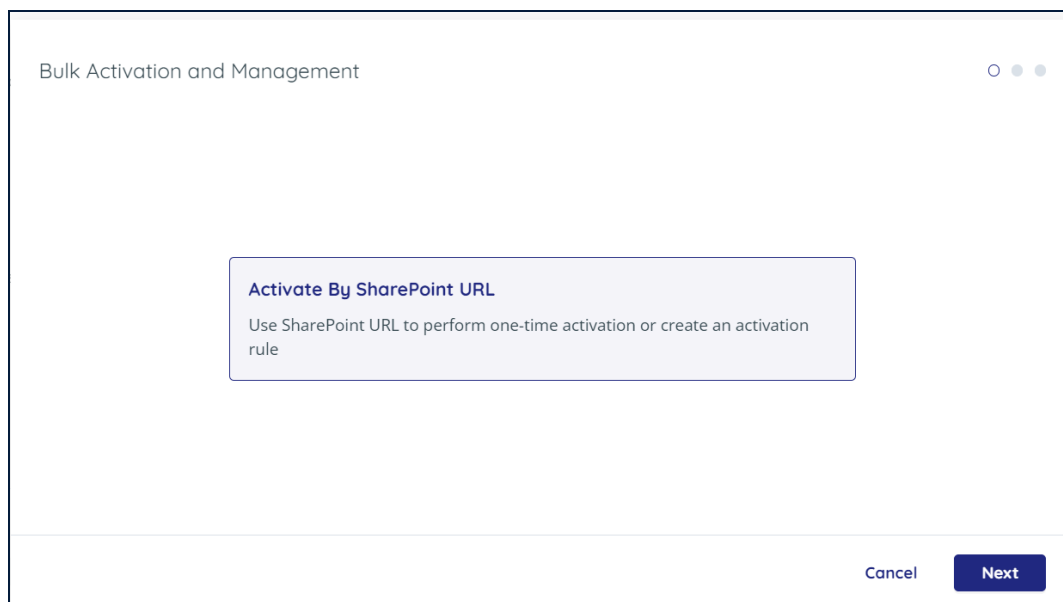 Bulk Activation and Management
Activate By SharePoint URL
Use SharePoint URL to perform one-time activation or create an activation
rule
Cancel
Next